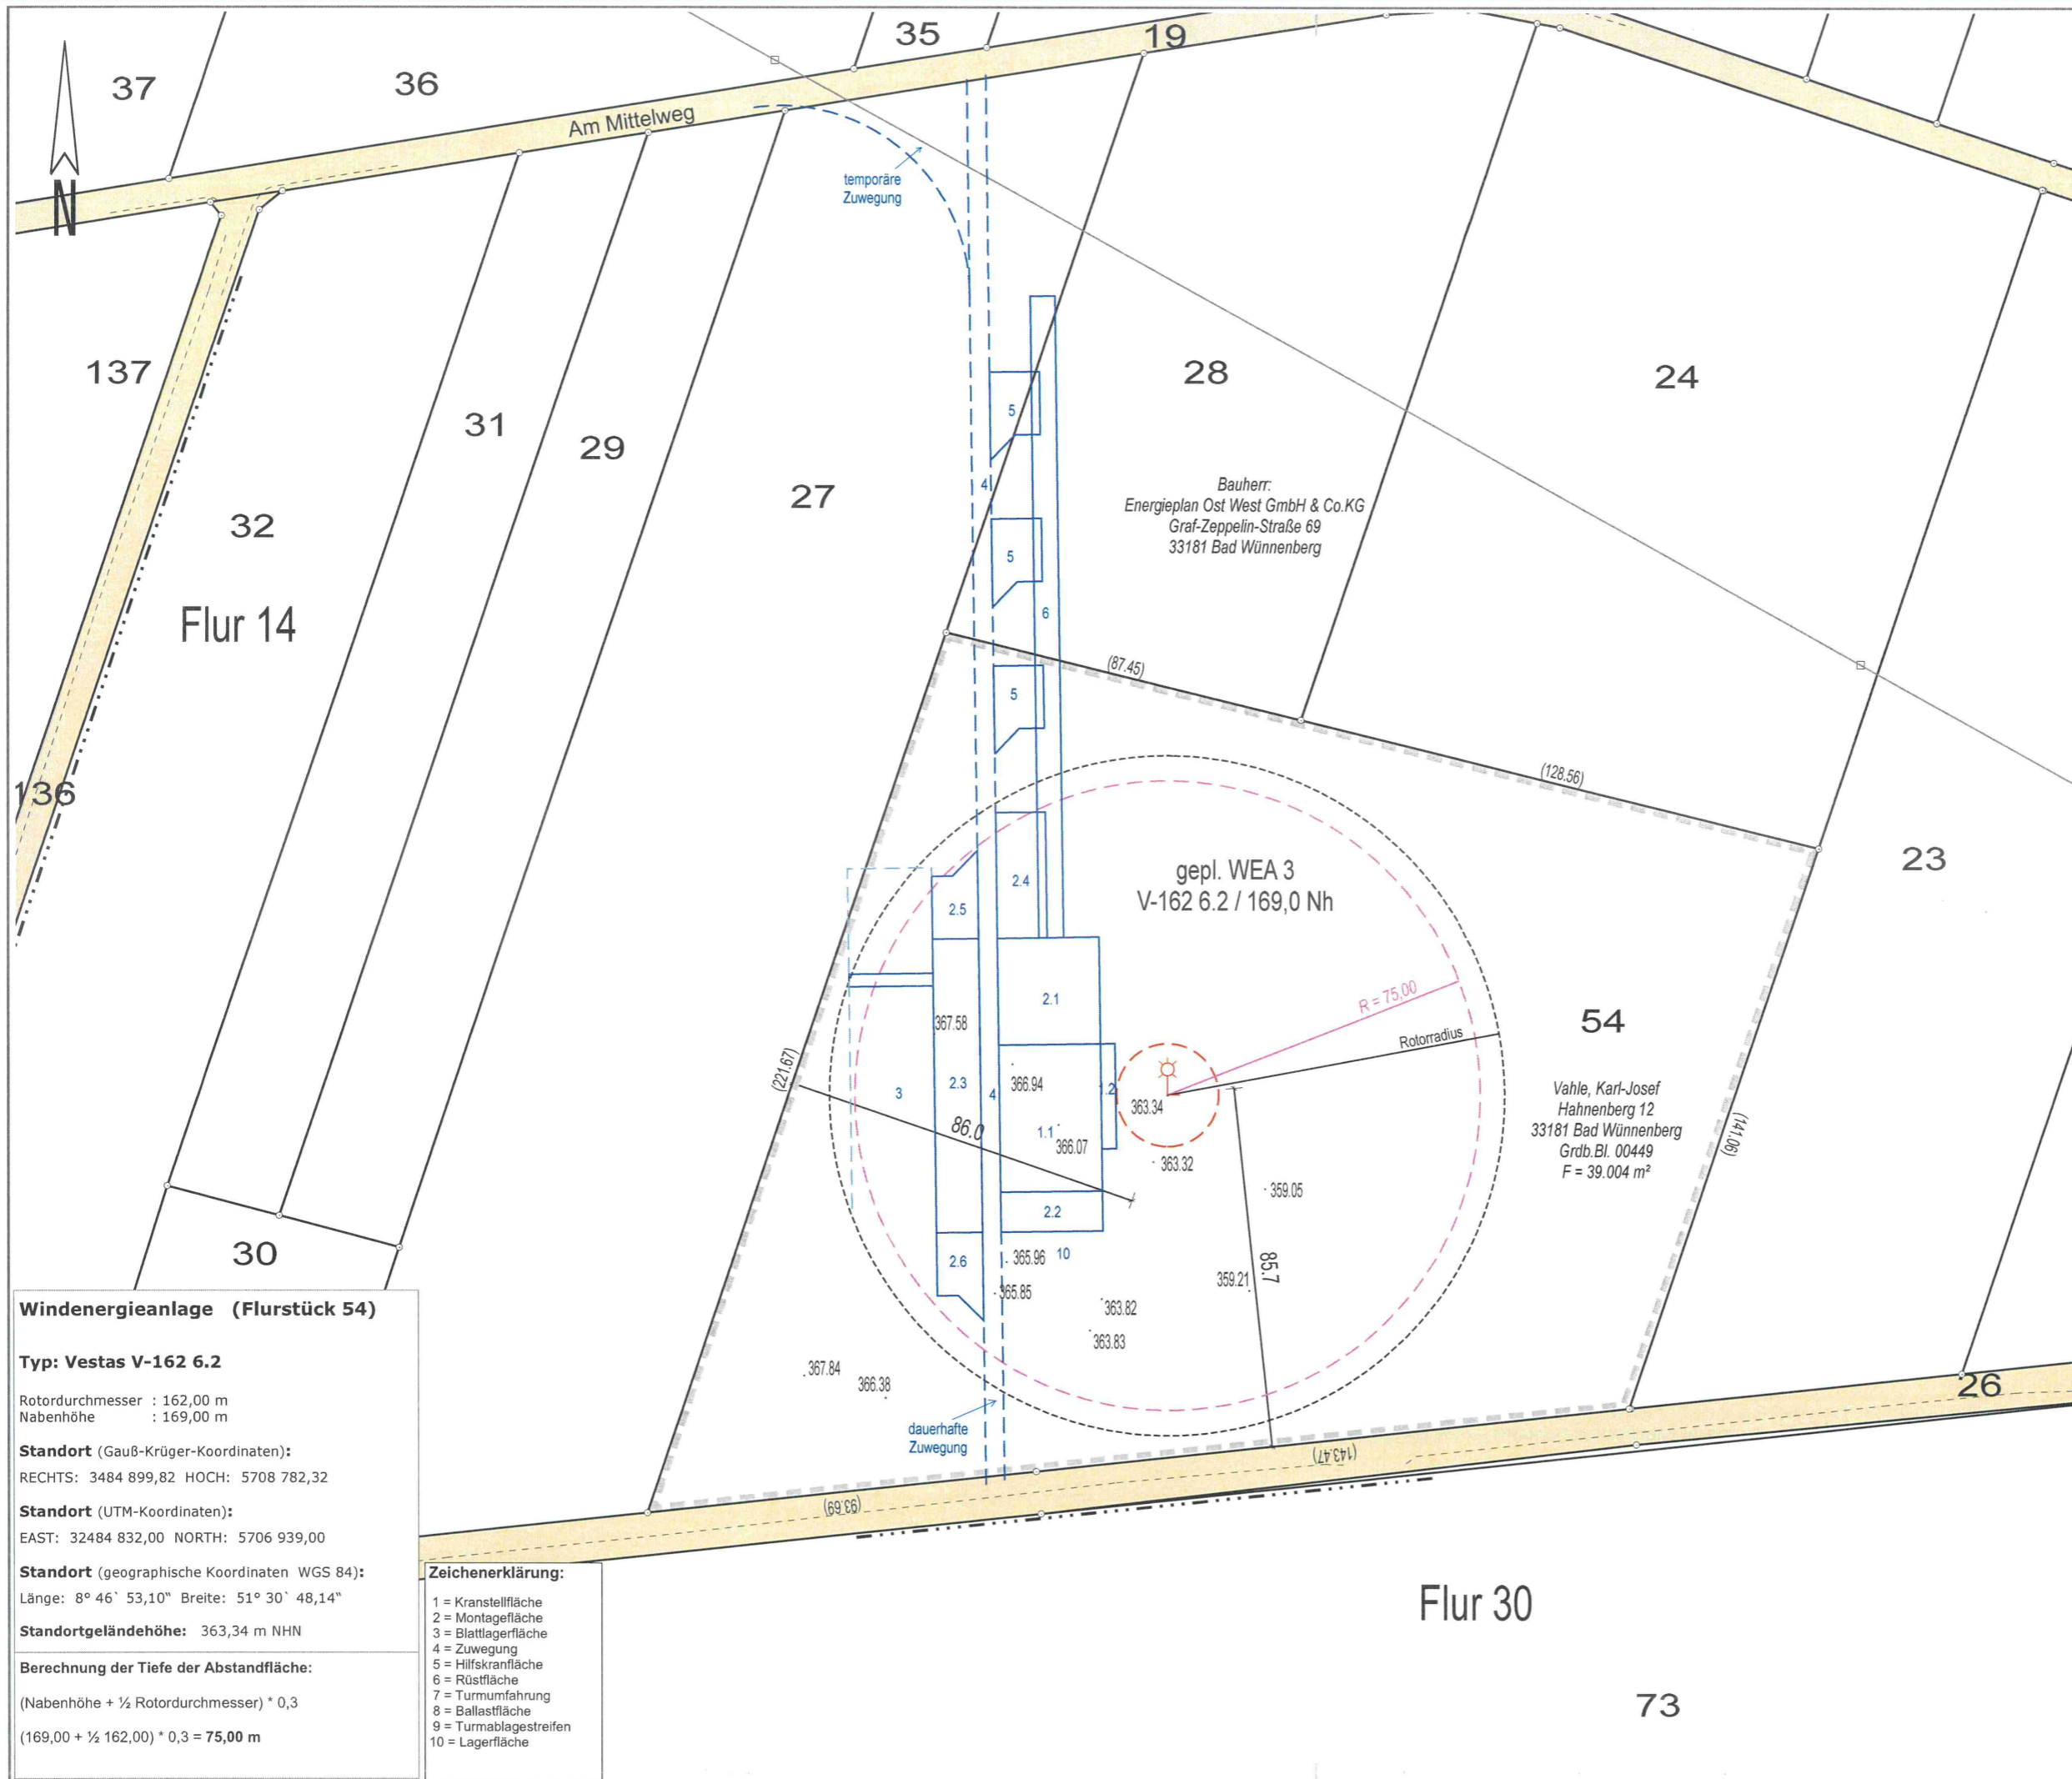 37
36
35
19
Am Mittelweg
N
temporäre
Zuwegung
137
31
29
27
28
24
32
Flur 14
136
Bauherr:
Energieplan Ost West GmbH & Co.KG
Graf-Zeppelin-Straße 69
33181 Bad Wünnenberg
5
4
5
6
5
(87.45)
(128.56)
23
gepl. WEA 3
V-162 6.2 / 169,0 Nh
2.4
2.5
2.1
R = 75,00
Rotorradius
54
Vahle, Karl-Josef
Hahnenberg 12
33181 Bad Wünnenberg
Grdb.Bl. 00449
F = 39.004 m²
(141.06)
(221.67)
367.58
3
2.3
4
366.94
1.2
363.34
86.0
1.1
366.07
363.32
359.05
2.2
85.7
2.6
365.96
10
365.85
359.21
363.82
363.83
367.84
366.38
dauerhafte
Zuwegung
(93.69)
(143.47)
26
30
Flur 30
73
Windenergieanlage (Flurstück 54)
Typ: Vestas V-162 6.2
Rotordurchmesser : 162,00 m
Nabenhöhe : 169,00 m
Standort (Gauß-Krüger-Koordinaten):
RECHTS: 3484 899,82 HOCH: 5708 782,32
Standort (UTM-Koordinaten):
EAST: 32484 832,00 NORTH: 5706 939,00
Standort (geographische Koordinaten WGS 84):
Länge: 8° 46` 53,10" Breite: 51° 30` 48,14"
Standortgeländehöhe: 363,34 m NHN
Berechnung der Tiefe der Abstandfläche:
(Nabenhöhe + ½ Rotordurchmesser) * 0,3
(169,00 + ½ 162,00) * 0,3 = 75,00 m
Zeichenerklärung:
1 = Kranstellfläche
2 = Montagefläche
3 = Blattlagerfläche
4 = Zuwegung
5 = Hilfskranfläche
6 = Rüstfläche
7 = Turmumfahrung
8 = Ballastfläche
9 = Turmablagestreifen
10 = Lagerfläche